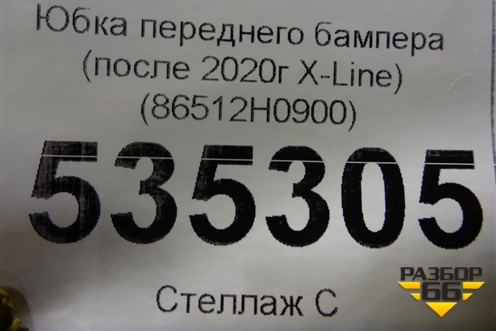 Юбка переднего бампера
(после 2020г X-Line)
(86512H0900)
535305
Стеллаж С
РАЗБОР
66